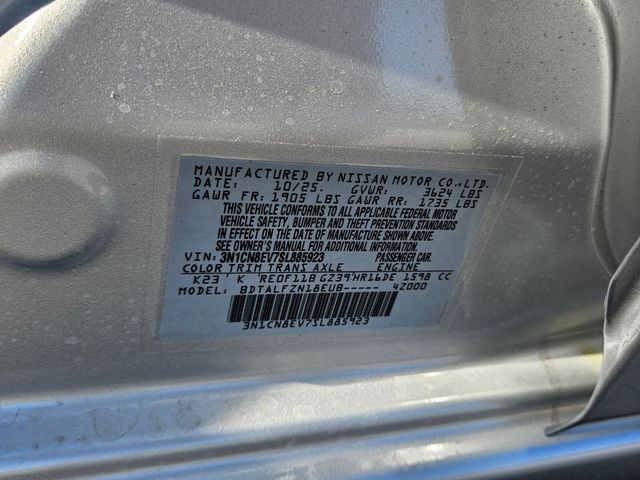 MANUFACTURED BY NISSAN MOTOR CO.,LTD.
DATE: 10/25. GVWR: 3624 LBS
GAWR FR: 1905 LBS GAWR RR: 1735 LBS
THIS VEHICLE CONFORMS TO ALL APPLICABLE FEDERAL MOTOR
VEHICLE SAFETY, BUMPER AND THEFT PREVENTION STANDARDS
IN EFFECT ON THE DATE OF MANUFACTURE SHOWN ABOVE.
SEE OWNER'S MANUAL FOR ADDITIONAL INFORMATION.
VIN: 3N1CN8EV7SL885923 PASSENGER CAR.
COLOR TRIM TRANS AXLE ENGINE
K23 K RE0F11B GZ39 HR16DE 1598 CC
MODEL: BDTALFZN18EUB----- 42000
3N1CN8EV7SL885923